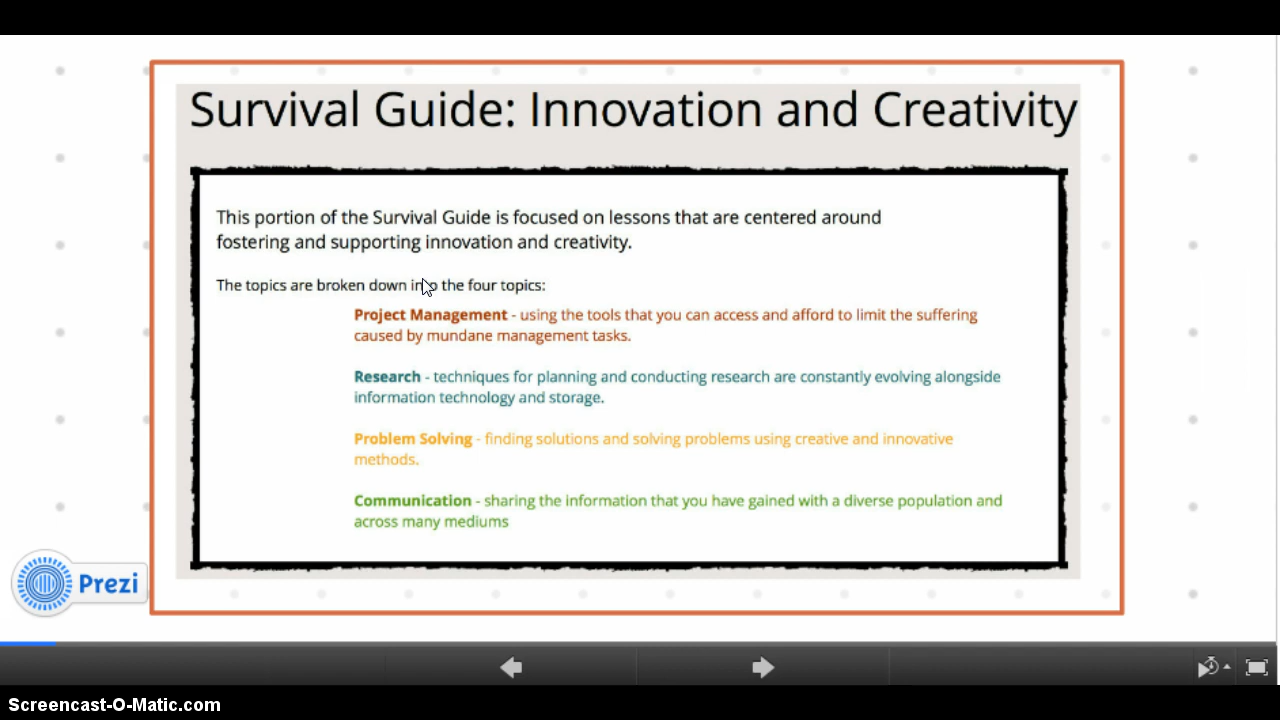 Survival Guide: Innovation and Creativity
This portion of the Survival Guide is focused on lessons that are centered around
fostering and supporting innovation and creativity.
The topics are broken down into the four topics:
Project Management - using the tools that you can access and afford to limit the suffering
caused by mundane management tasks.
Research - techniques for planning and conducting research are constantly evolving alongside
information technology and storage.
Problem Solving - finding solutions and solving problems using creative and innovative
methods.
Communication - sharing the information that you have gained with a diverse population and
across many mediums
Prezi
Screencast-O-Matic.com